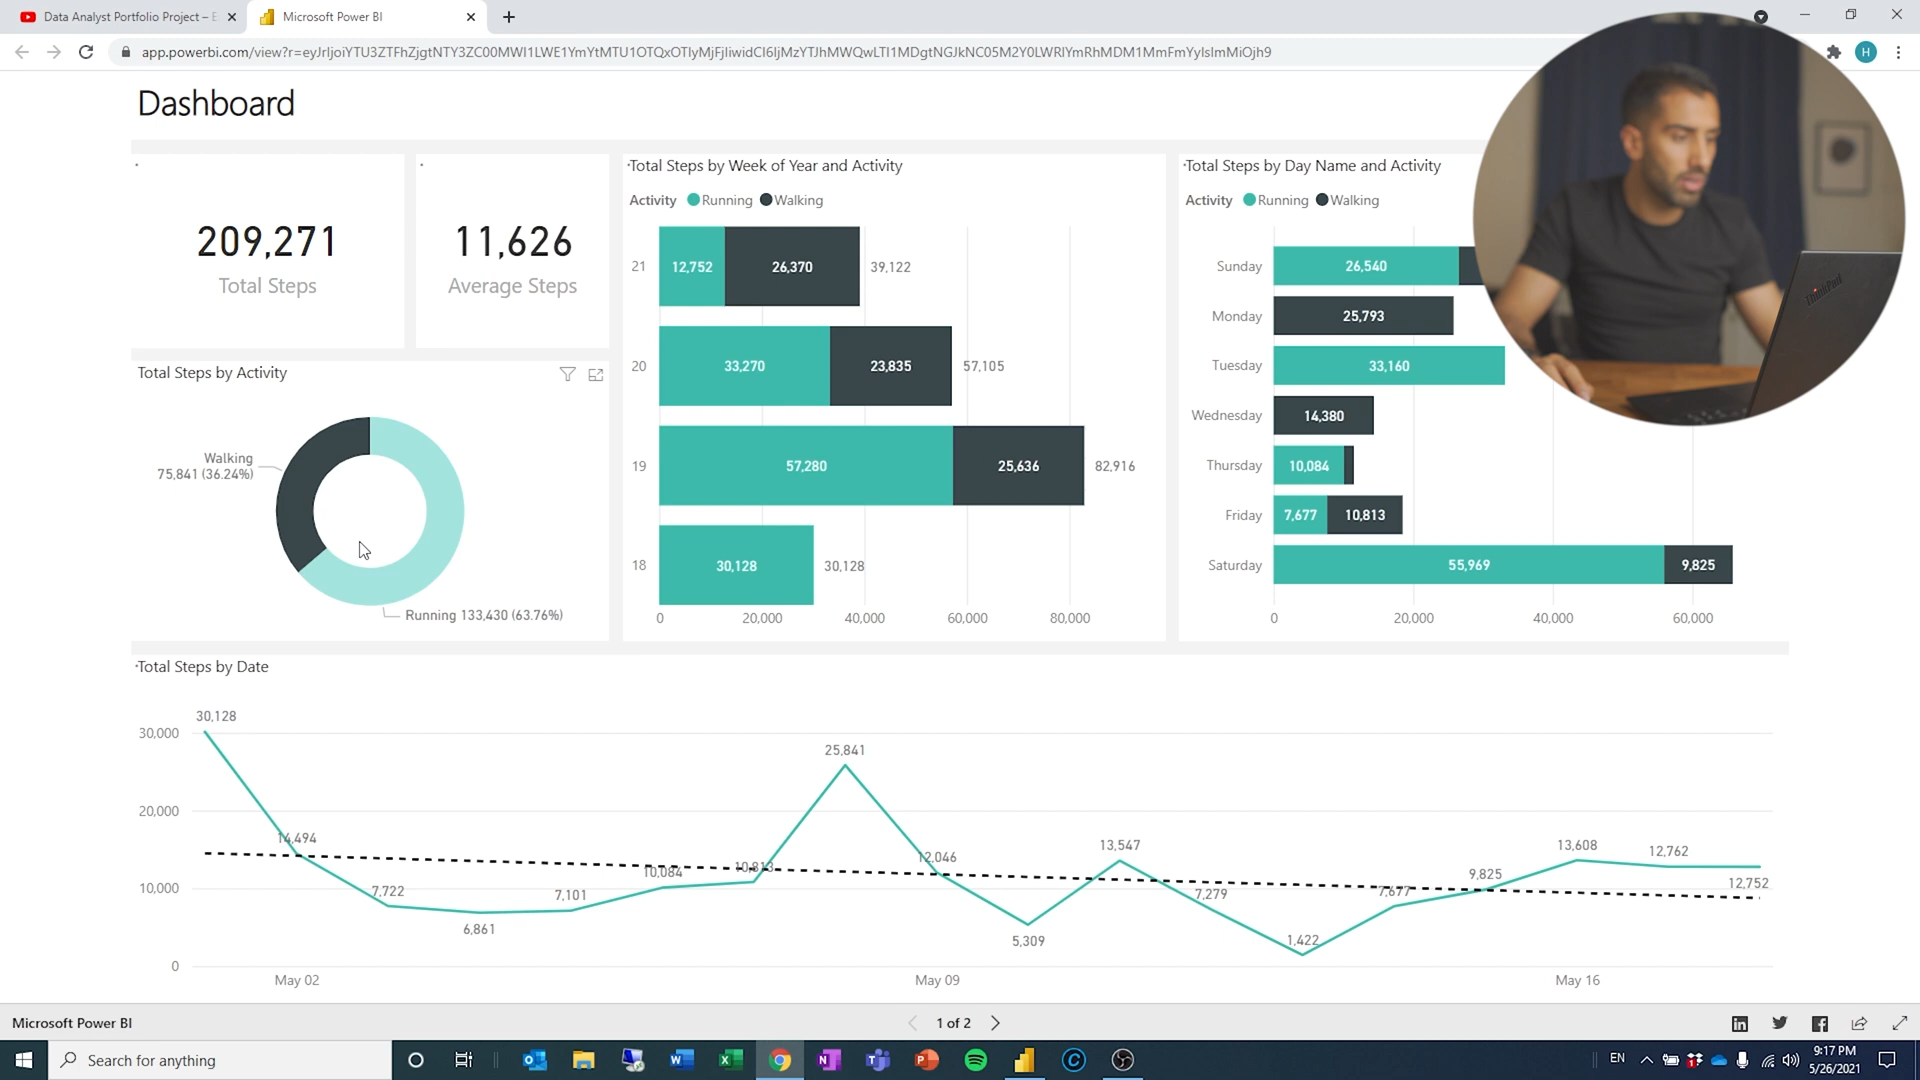 Data Analyst Portfolio Project –
Microsoft Power BI
app.powerbi.com/view?r=eyJrIjoiYTU3ZTFhZjgtNTY3ZC00MWI1LWE1YmYtMTU1OTQxOTIyMjFjIiwidCI6IjMzYTJhMWQwLTI1MDgtNGJkNC05M2Y0LWRlYmRhMDM1MmFmYyIsImMiOjh9
H
Dashboard
209,271
Total Steps
11,626
Average Steps
Total Steps by Activity
Walking
75,841 (36.24%)
Running 133,430 (63.76%)
Total Steps by Week of Year and Activity
Activity Running Walking
21 12,752 26,370 39,122
20 33,270 23,835 57,105
19 57,280 25,636 82,916
18 30,128 30,128
0 20,000 40,000 60,000 80,000
Total Steps by Day Name and Activity
Activity Running Walking
Sunday 26,540
Monday 25,793
Tuesday 33,160
Wednesday 14,380
Thursday 10,084
Friday 7,677 10,813
Saturday 55,969 9,825
0 20,000 40,000 60,000
ThinkPad
Total Steps by Date
30,000
20,000
10,000
0
30,128
14,494
7,722
6,861
7,101
10,084
10,813
25,841
12,046
5,309
13,547
7,279
1,422
7,677
9,825
13,608
12,762
12,752
May 02 May 09 May 16
Microsoft Power BI
1 of 2
Search for anything
EN
9:17 PM
5/26/2021